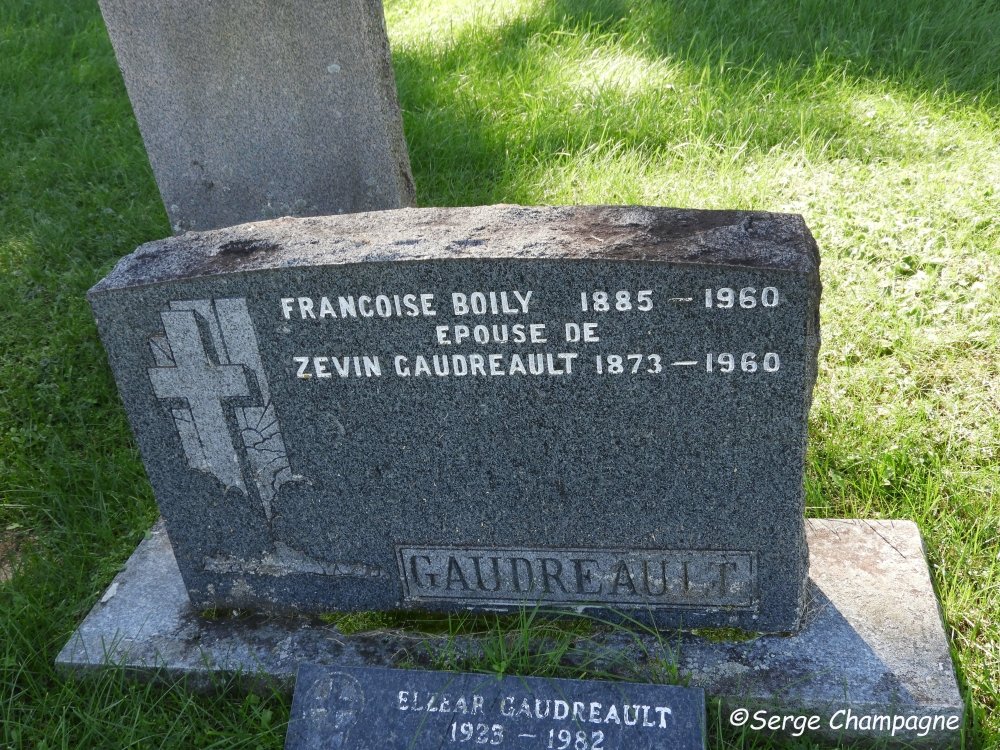 FRANCOISE BOILY 1885 – 1960
EPOUSE DE
ZEVIN GAUDREAULT 1873 – 1960
GAUDREAULT
ELZEAR GAUDREAULT
1923 – 1982
©Serge Champagne